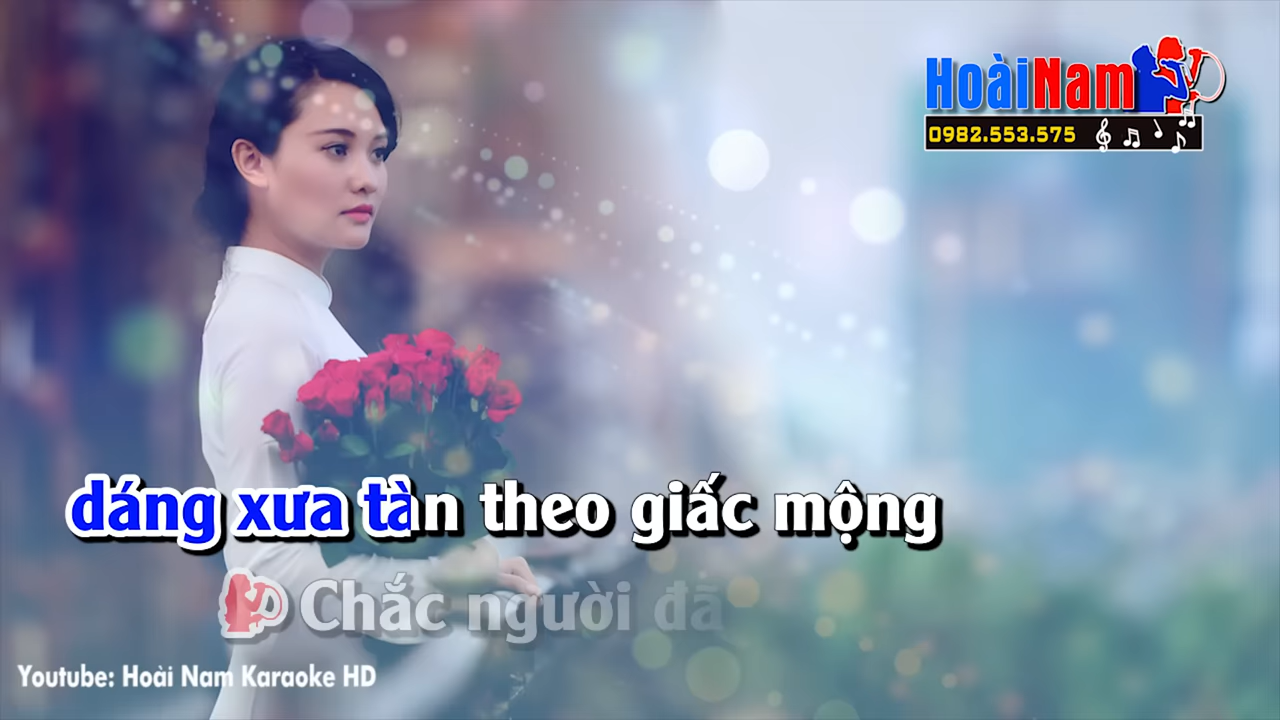 HoàiNam
0982.553.575
dáng xưa tàn theo giấc mộng
Chắc người đã
Youtube: Hoài Nam Karaoke HD